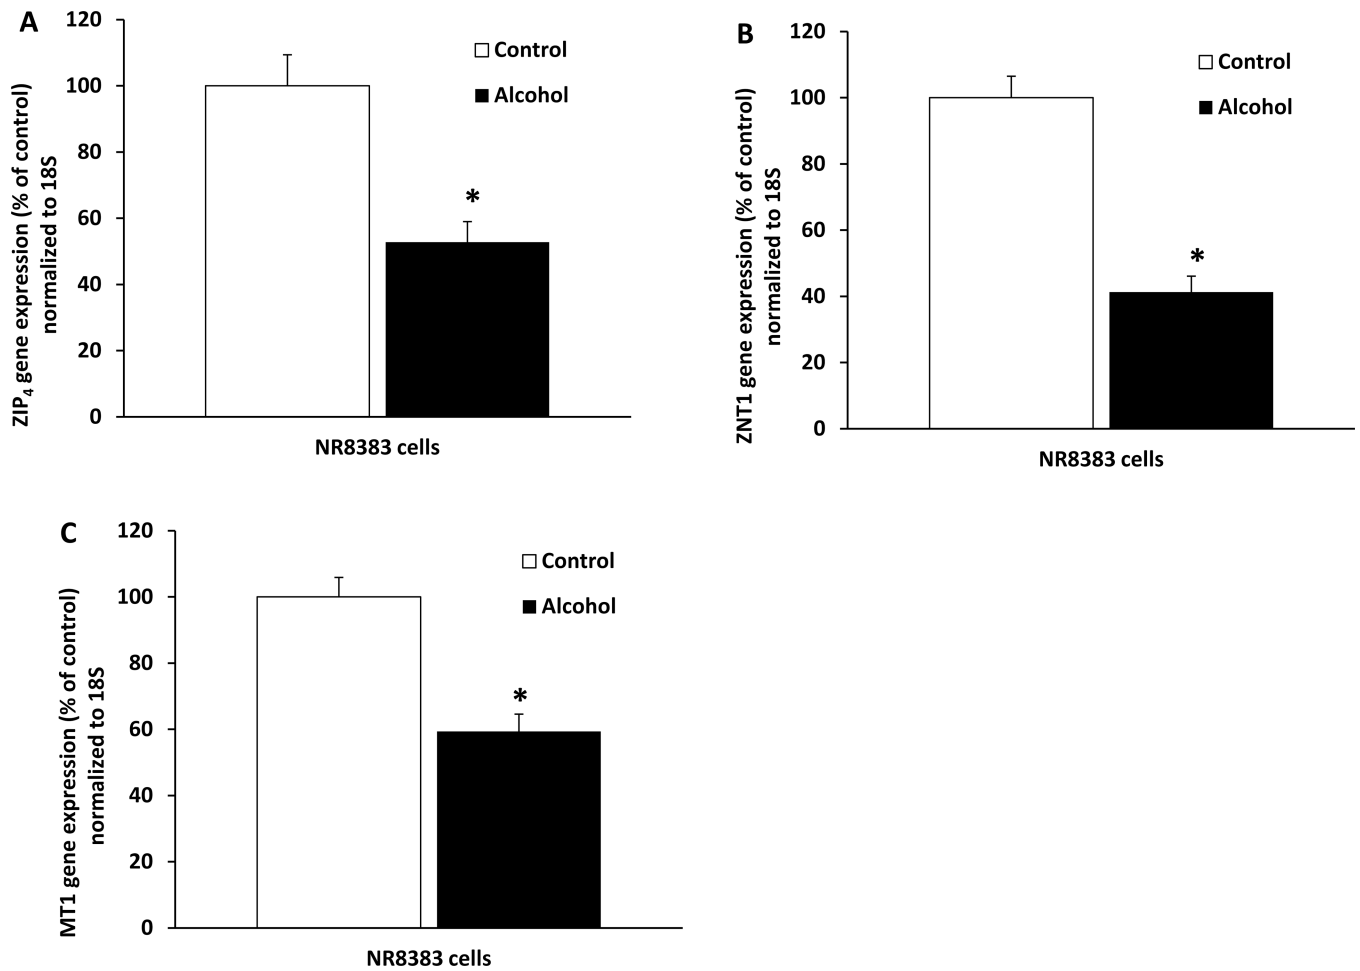 A
ZIP4 gene expression (% of control)
normalized to 18S
120
100
80
60
40
20
0
Control
Alcohol
*
NR8383 cells
B
ZNT1 gene expression (% of control)
normalized to 18S
120
100
80
60
40
20
0
Control
Alcohol
*
NR8383 cells
C
MT1 gene expression (% of control)
normalized to 18S
120
100
80
60
40
20
0
Control
Alcohol
*
NR8383 cells